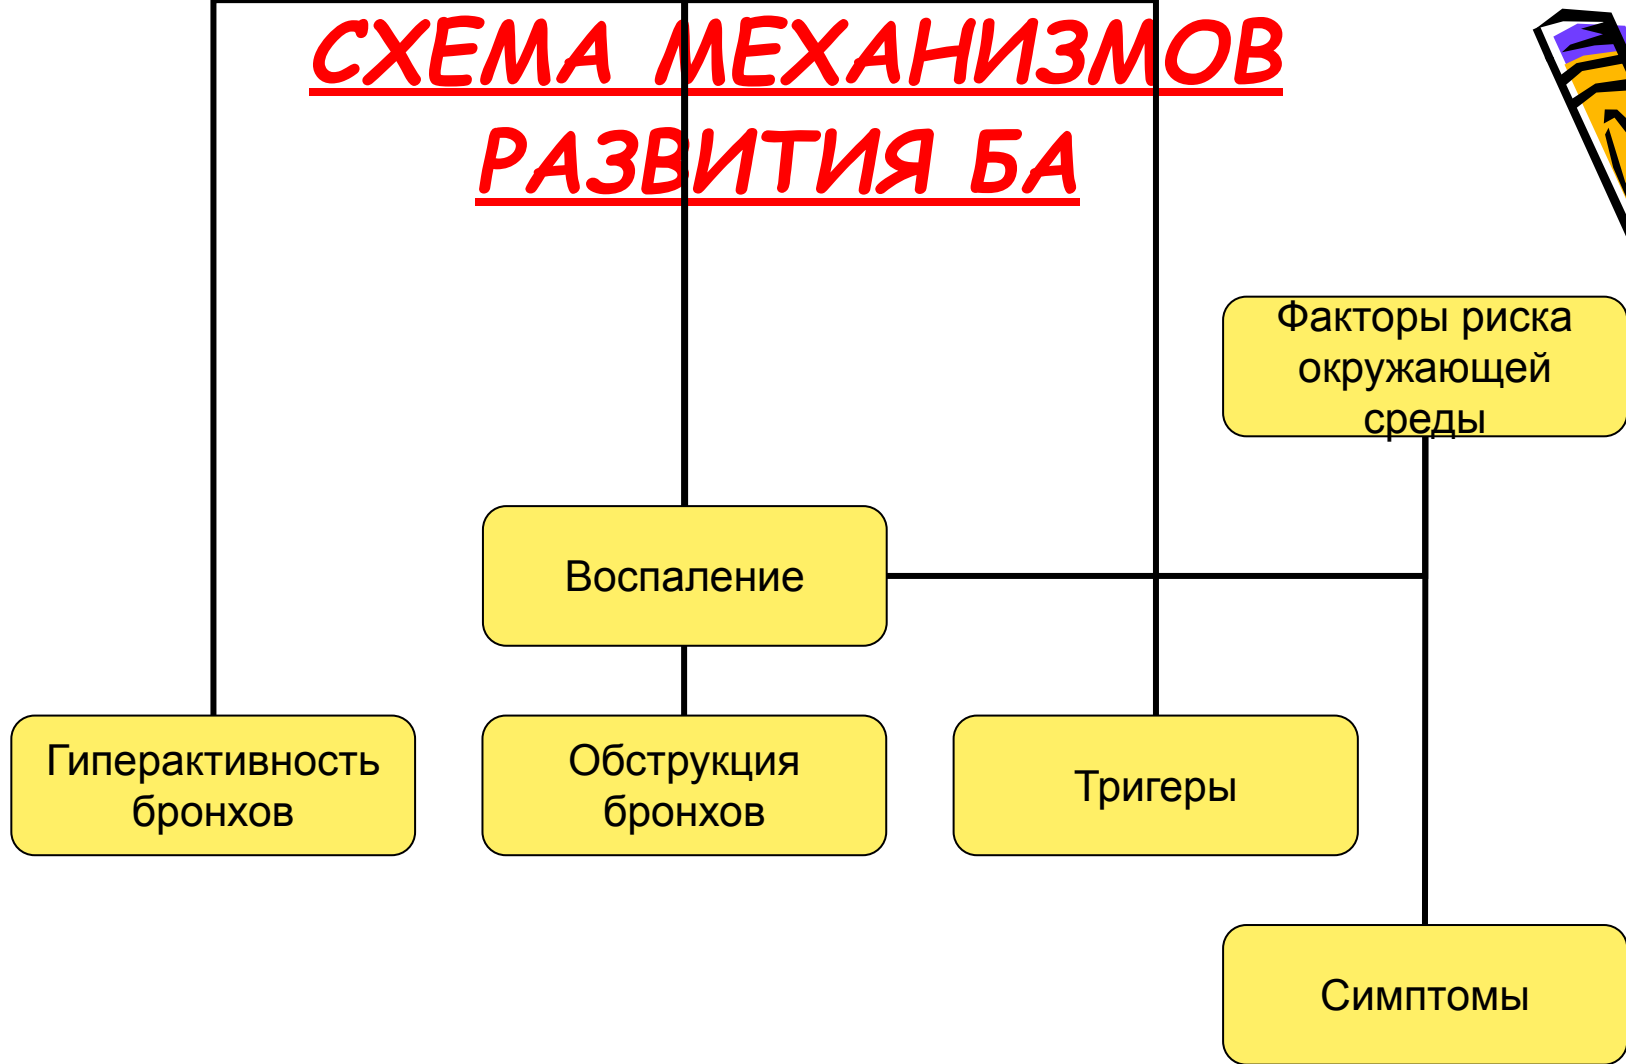 СХЕМА МЕХАНИЗМОВ
РАЗВИТИЯ БА
Факторы риска
окружающей
среды
Воспаление
Гиперактивность
бронхов
Обструкция
бронхов
Тригеры
Симптомы